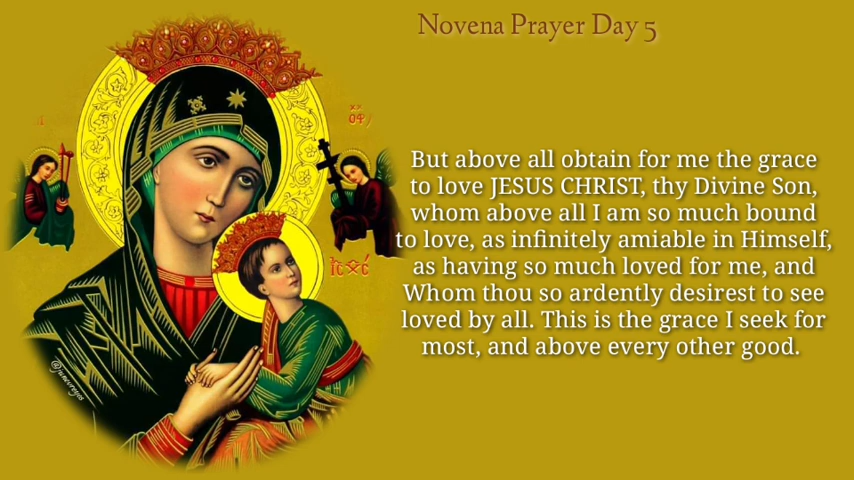 Novena Prayer Day 5
But above all obtain for me the grace
to love JESUS CHRIST, thy Divine Son,
whom above all I am so much bound
to love, as infinitely amiable in Himself,
as having so much loved for me, and
Whom thou so ardently desirest to see
loved by all. This is the grace I seek for
most, and above every other good.